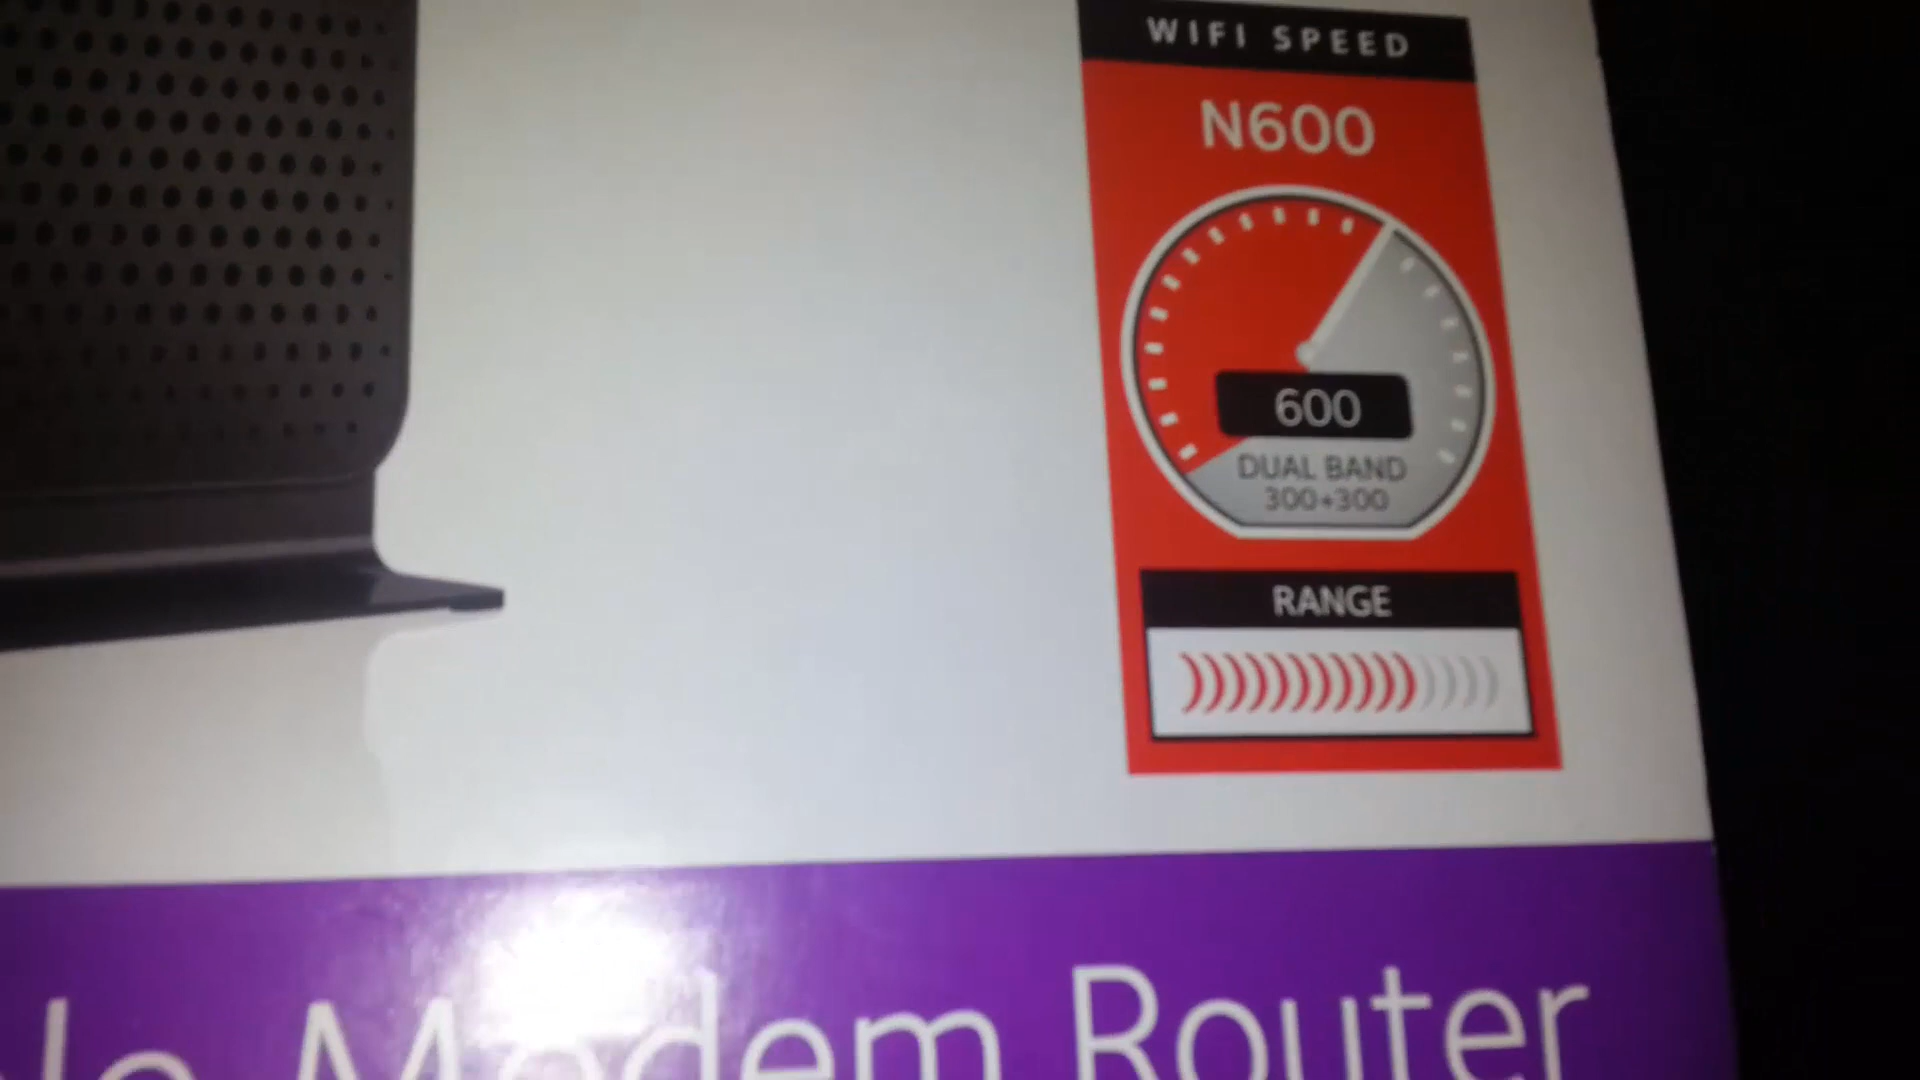 WIFI SPEED
N600
600
DUAL BAND
300+300
RANGE
Modem Router